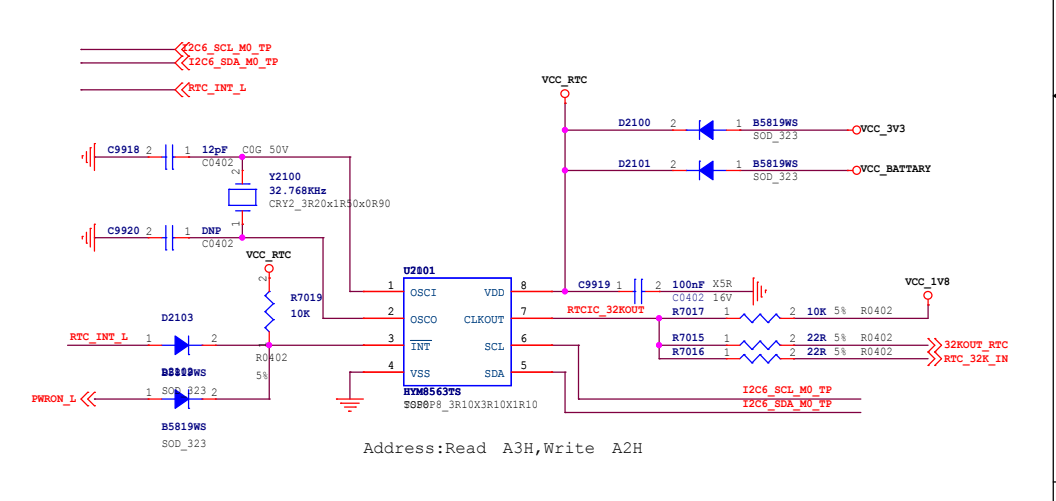 I2C6_SCL_M0_TP
I2C6_SDA_M0_TP
RTC_INT_L
VCC_RTC
D2100 2 1 B5819WS
SOD_323
VCC_3V3
D2101 2 1 B5819WS
SOD_323
VCC_BATTARY
C9918 2 1 12pF C0G 50V
C0402
2
Y2100
32.768KHz
CRY2_3R20x1R50x0R90
1
C9920 2 1 DNP
C0402
VCC_RTC
2
R7019
10K
R0402
5%
U2101
1 OSCI
2 OSCO
3 INT
4 VSS
VDD 8
CLKOUT 7
SCL 6
SDA 5
HYM8563TS
C9919 1 2 100nF X5R
C0402 16V
VCC_1V8
RTCIC_32KOUT
R7017 1 2 10K 5% R0402
R7015 1 2 22R 5% R0402
32KOUT_RTC
R7016 1 2 22R 5% R0402
RTC_32K_IN
D2103
RTC_INT_L 1 2
B5819WS
SOD_323
PWRON_L 1 2
B5819WS
SOD_323
I2C6_SCL_M0_TP
I2C6_SDA_M0_TP
Address:Read A3H,Write A2H